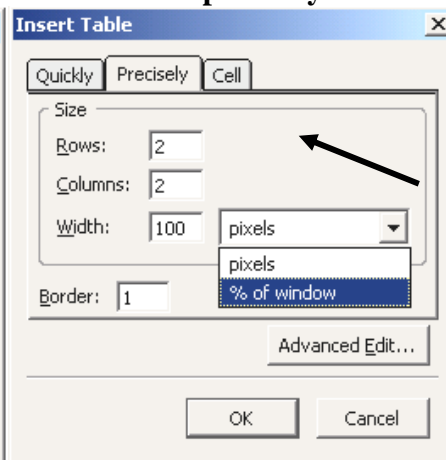 Insert Table
Quickly Precisely Cell
Size
Rows: 2
Columns: 2
Width: 100 pixels
pixels
% of window
Border: 1
Advanced Edit...
OK Cancel